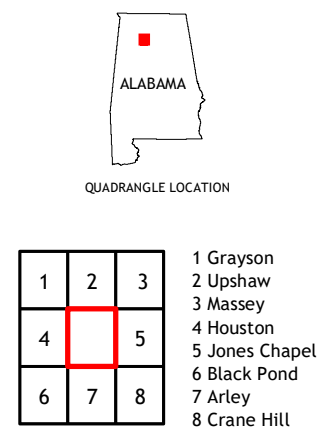 ALABAMA
QUADRANGLE LOCATION
1 2 3
4 5
6 7 8
1 Grayson
2 Upshaw
3 Massey
4 Houston
5 Jones Chapel
6 Black Pond
7 Arley
8 Crane Hill